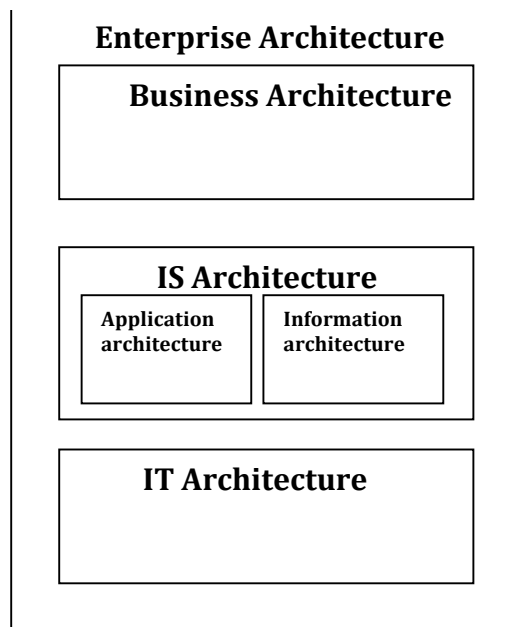 Enterprise Architecture
Business Architecture
IS Architecture
Application
architecture
Information
architecture
IT Architecture